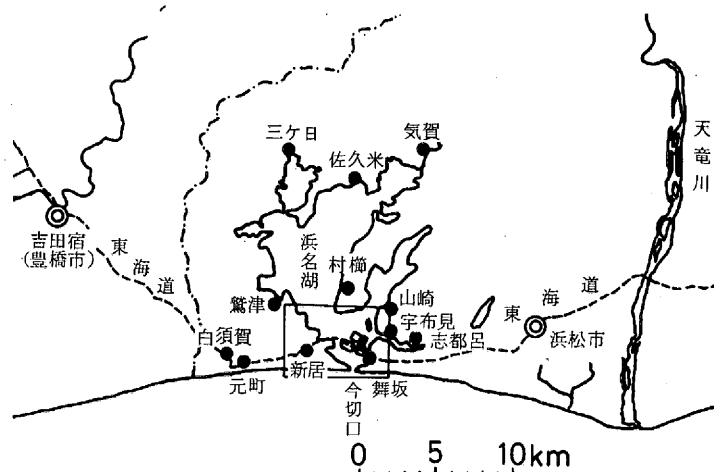 三ケ日
気賀
佐久米
天竜川
吉田宿
(豊橋市)
東海道
浜名湖
村櫛
鷲津
山崎
宇布見
志都呂
東海道
浜松市
白須賀
元町
新居
舞坂
今切口
0 5 10km